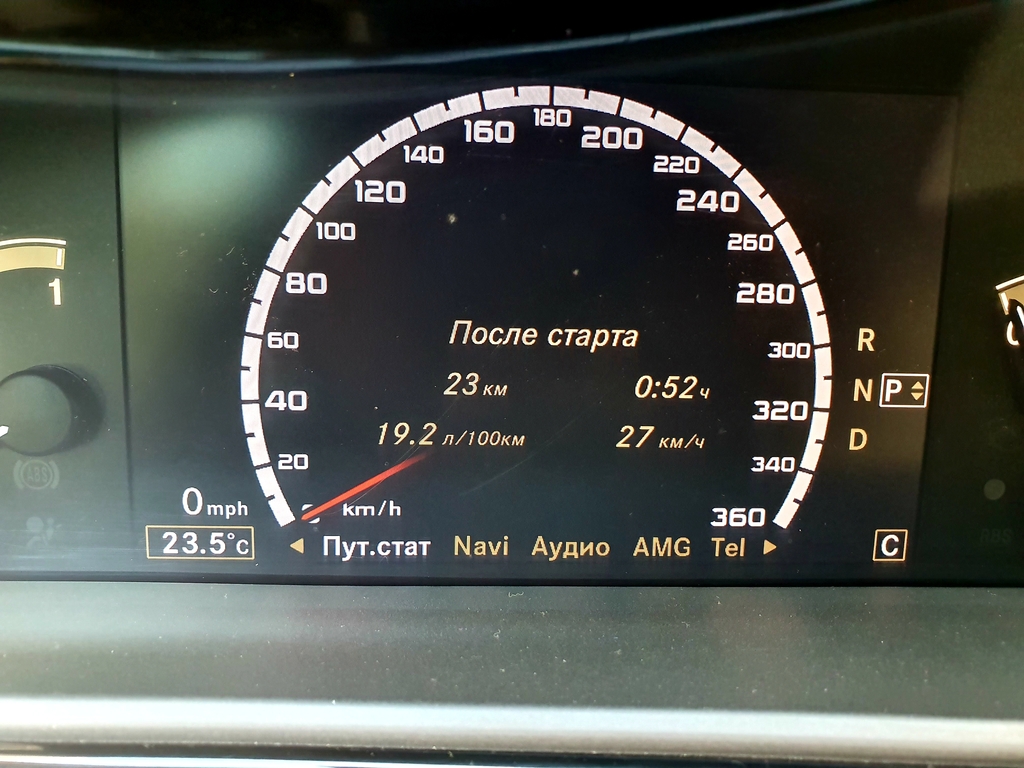 180
160 200
140 220
120 240
100 260
80 280
60 300
40 320
20 340
360
1
После старта
23 км 0:52 ч
19.2 л/100км 27 км/ч
R
N P
D
0 mph
km/h
23.5°C
Пут.стат Navi Аудио AMG Tel
C
ABS
RBS